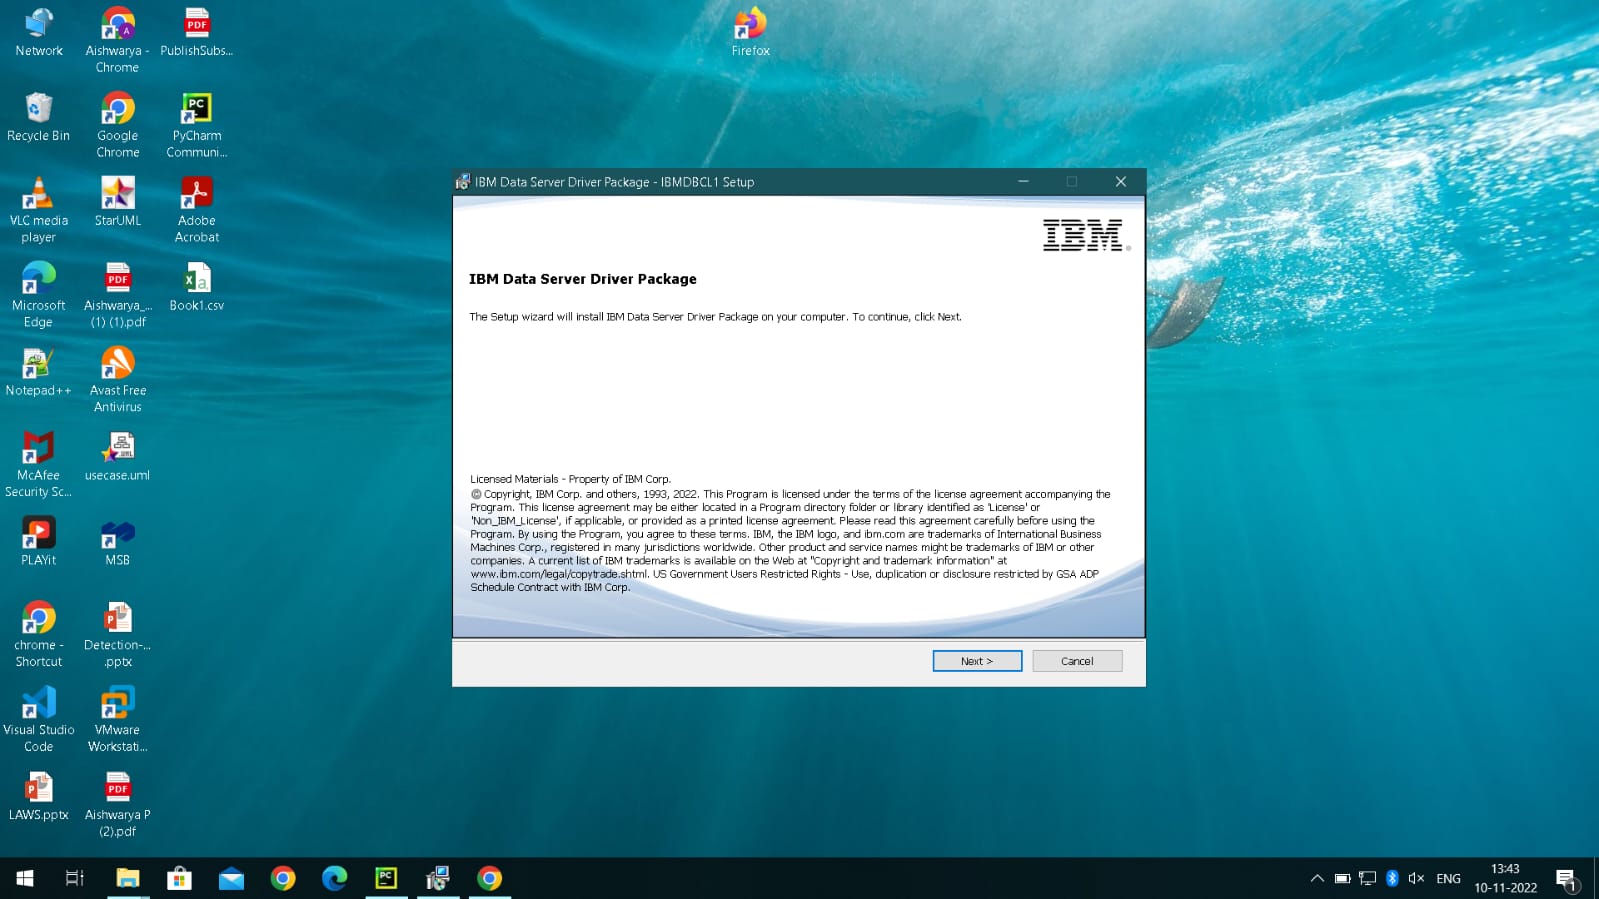 Network
Aishwarya -
Chrome
PublishSubs...
Firefox
Recycle Bin
Google
Chrome
PyCharm
Communi...
VLC media
player
StarUML
Adobe
Acrobat
Microsoft
Edge
Aishwarya_...
(1) (1).pdf
Book1.csv
Notepad++
Avast Free
Antivirus
McAfee
Security Sc...
usecase.uml
PLAYit
MSB
chrome -
Shortcut
Detection-...
.pptx
Visual Studio
Code
VMware
Workstati...
LAWS.pptx
Aishwarya P
(2).pdf
IBM Data Server Driver Package - IBMDBCL1 Setup
IBM
IBM Data Server Driver Package
The Setup wizard will install IBM Data Server Driver Package on your computer. To continue, click Next.
Licensed Materials - Property of IBM Corp.
© Copyright, IBM Corp. and others, 1993, 2022. This Program is licensed under the terms of the license agreement accompanying the
Program. This license agreement may be either located in a Program directory folder or library identified as 'License' or
'Non_IBM_License', if applicable, or provided as a printed license agreement. Please read this agreement carefully before using the
Program. By using the Program, you agree to these terms. IBM, the IBM logo, and ibm.com are trademarks of International Business
Machines Corp., registered in many jurisdictions worldwide. Other product and service names might be trademarks of IBM or other
companies. A current list of IBM trademarks is available on the Web at "Copyright and trademark information" at
www.ibm.com/legal/copytrade.shtml. US Government Users Restricted Rights - Use, duplication or disclosure restricted by GSA ADP
Schedule Contract with IBM Corp.
Next >
Cancel
ENG
13:43
10-11-2022
1